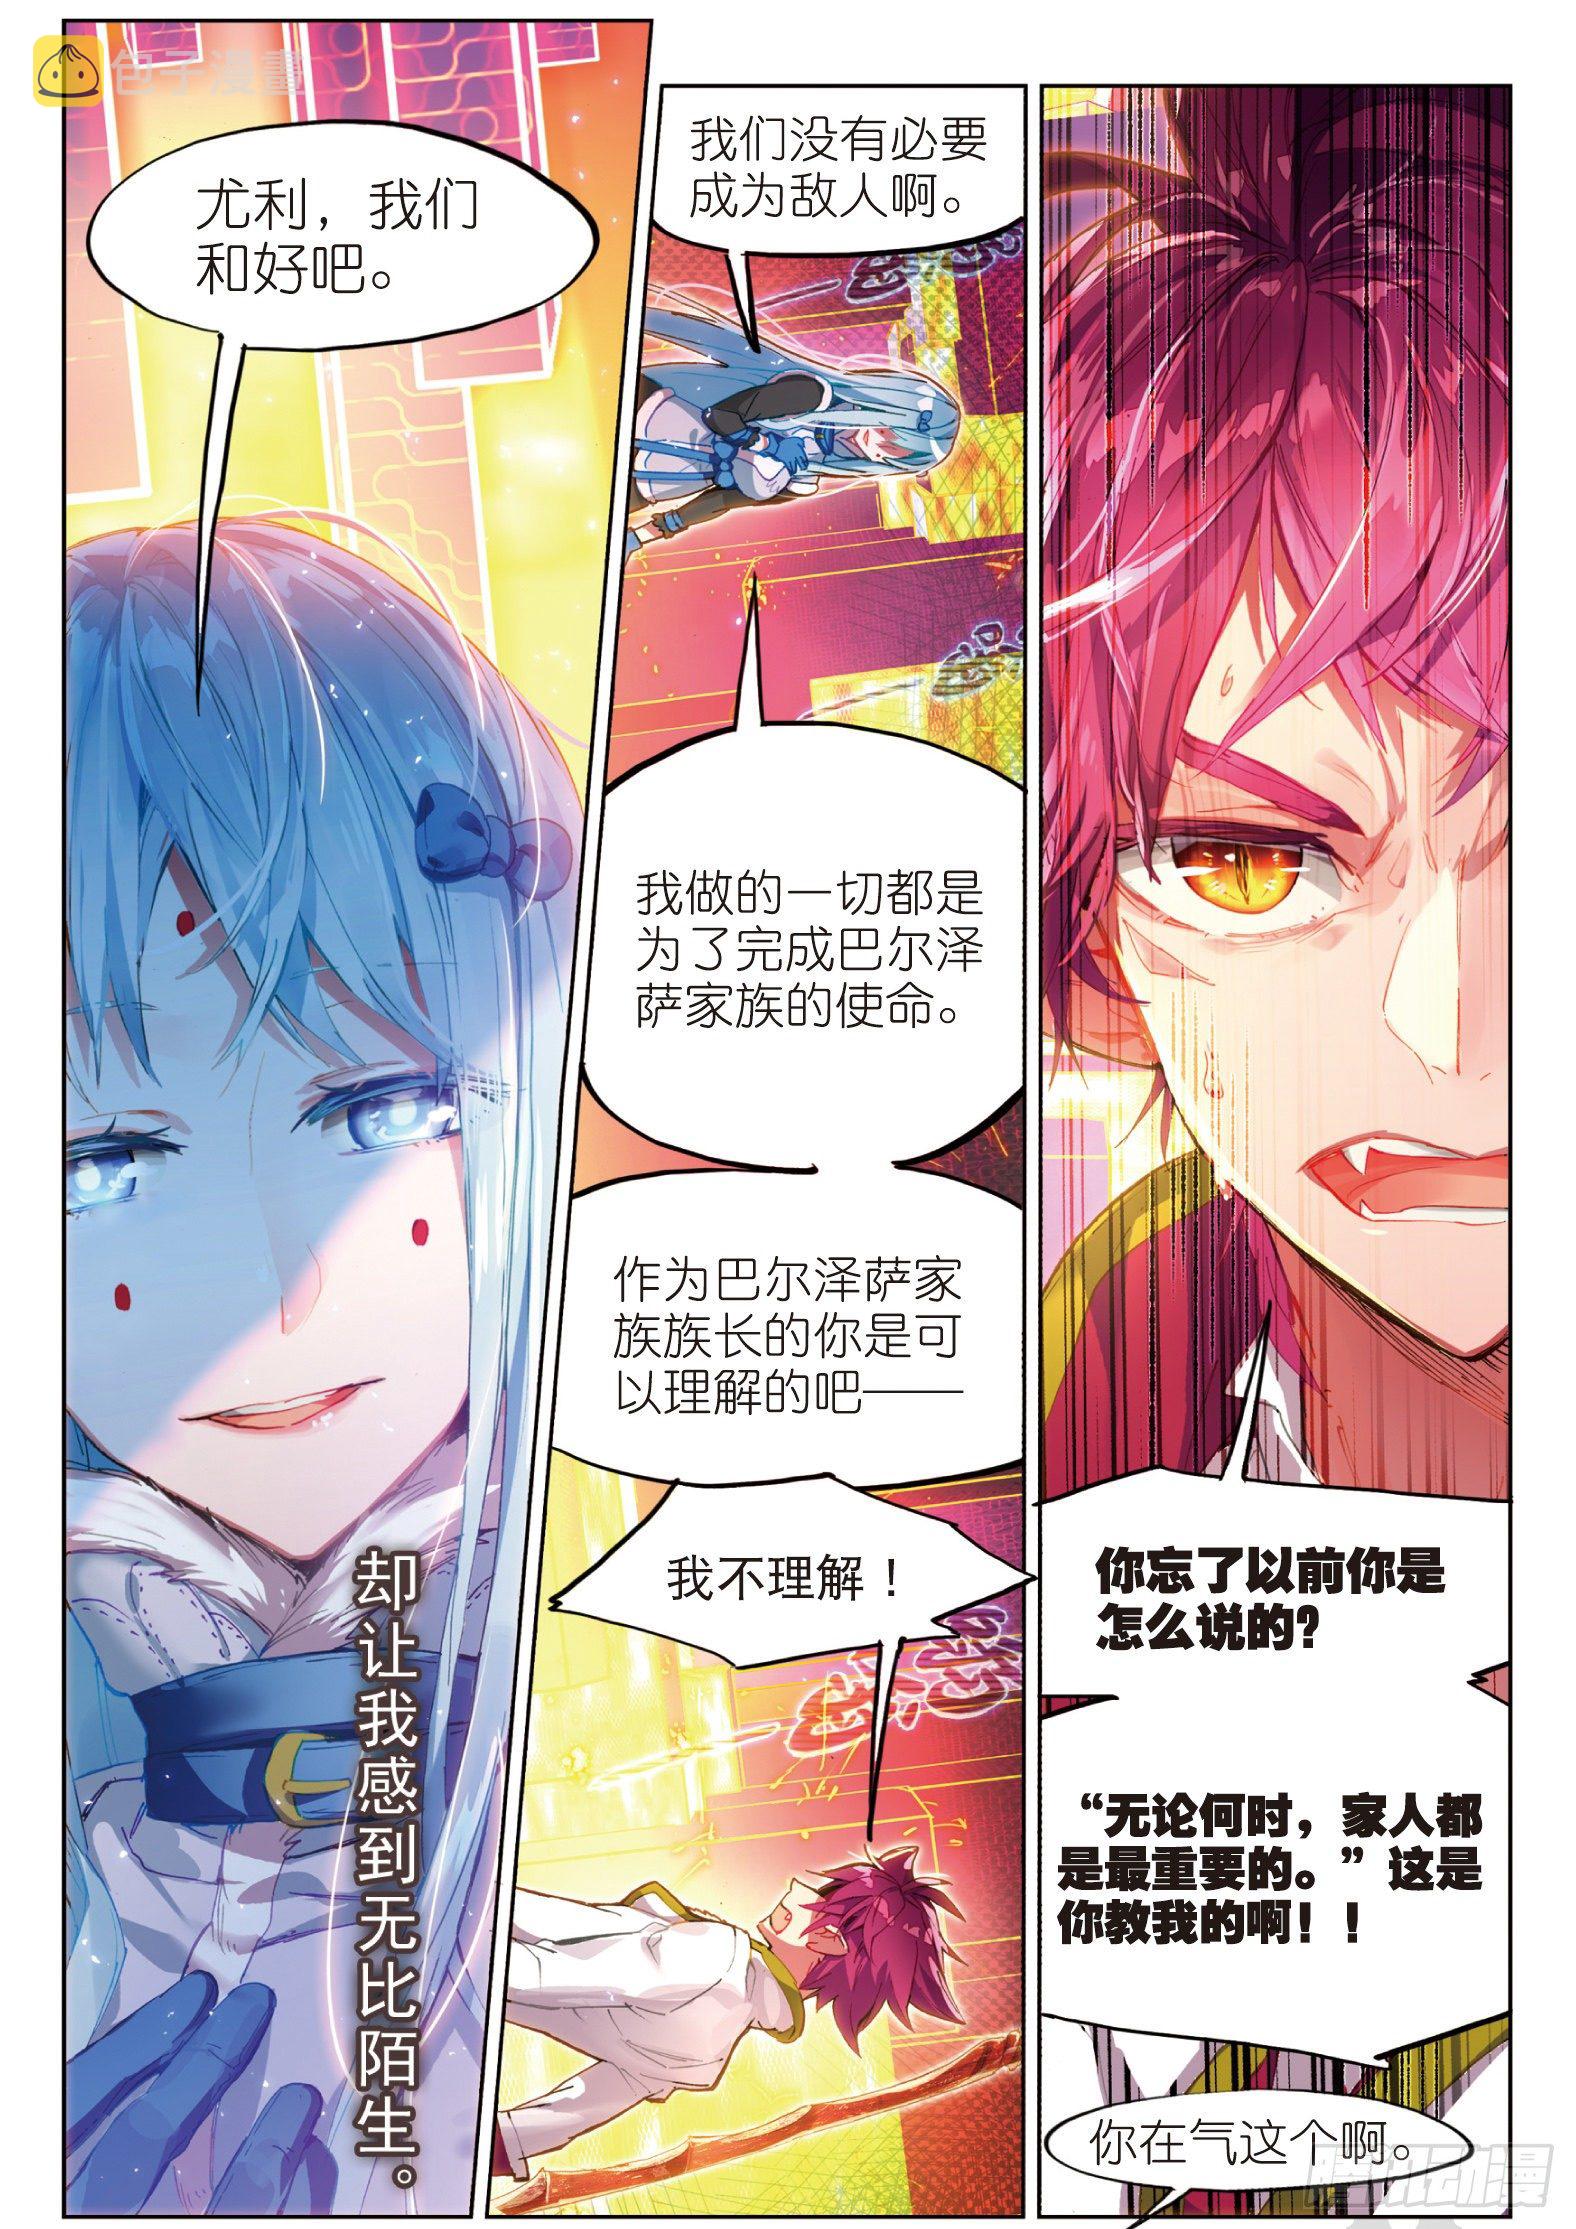 包子漫畫
尤利，我们
和好吧。
却让我感到无比陌生。
我们没有必要
成为敌人啊。
我做的一切都是
为了完成巴尔泽
萨家族的使命。
作为巴尔泽萨家
族族长的你是可
以理解的吧——
我不理解！
你忘了以前你是
怎么说的？
“无论何时，家人都
是最重要的。”这是
你教我的啊！！
你在气这个啊。
腾讯动漫